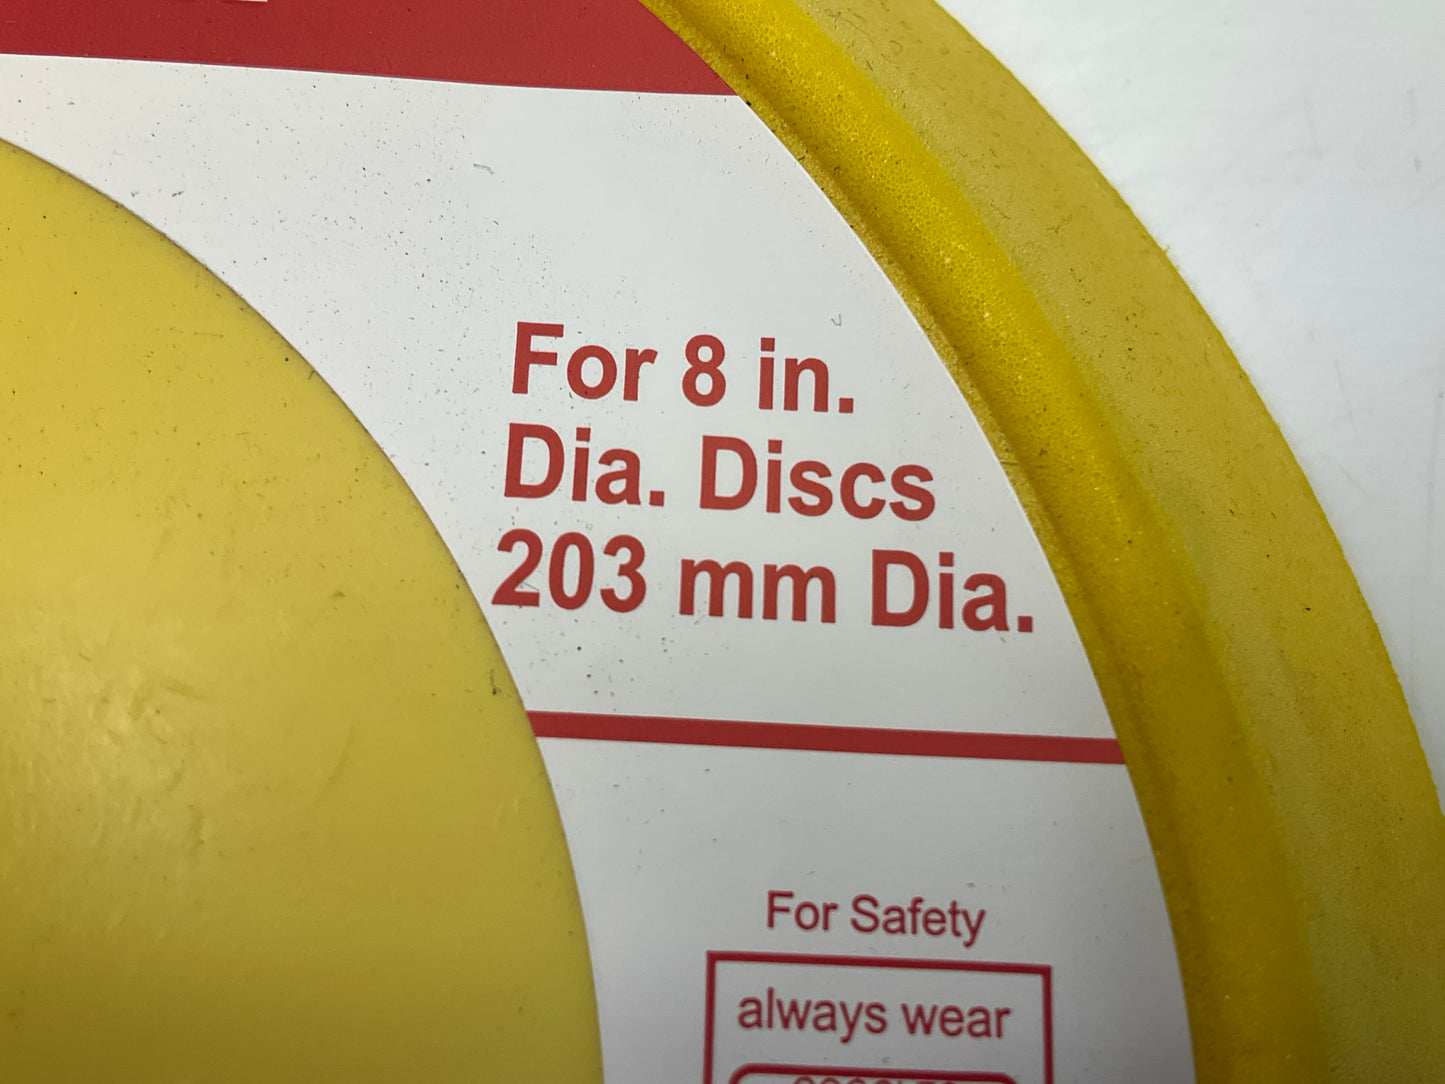 For 8 in.
Dia. Discs
203 mm Dia.
For Safety
always wear